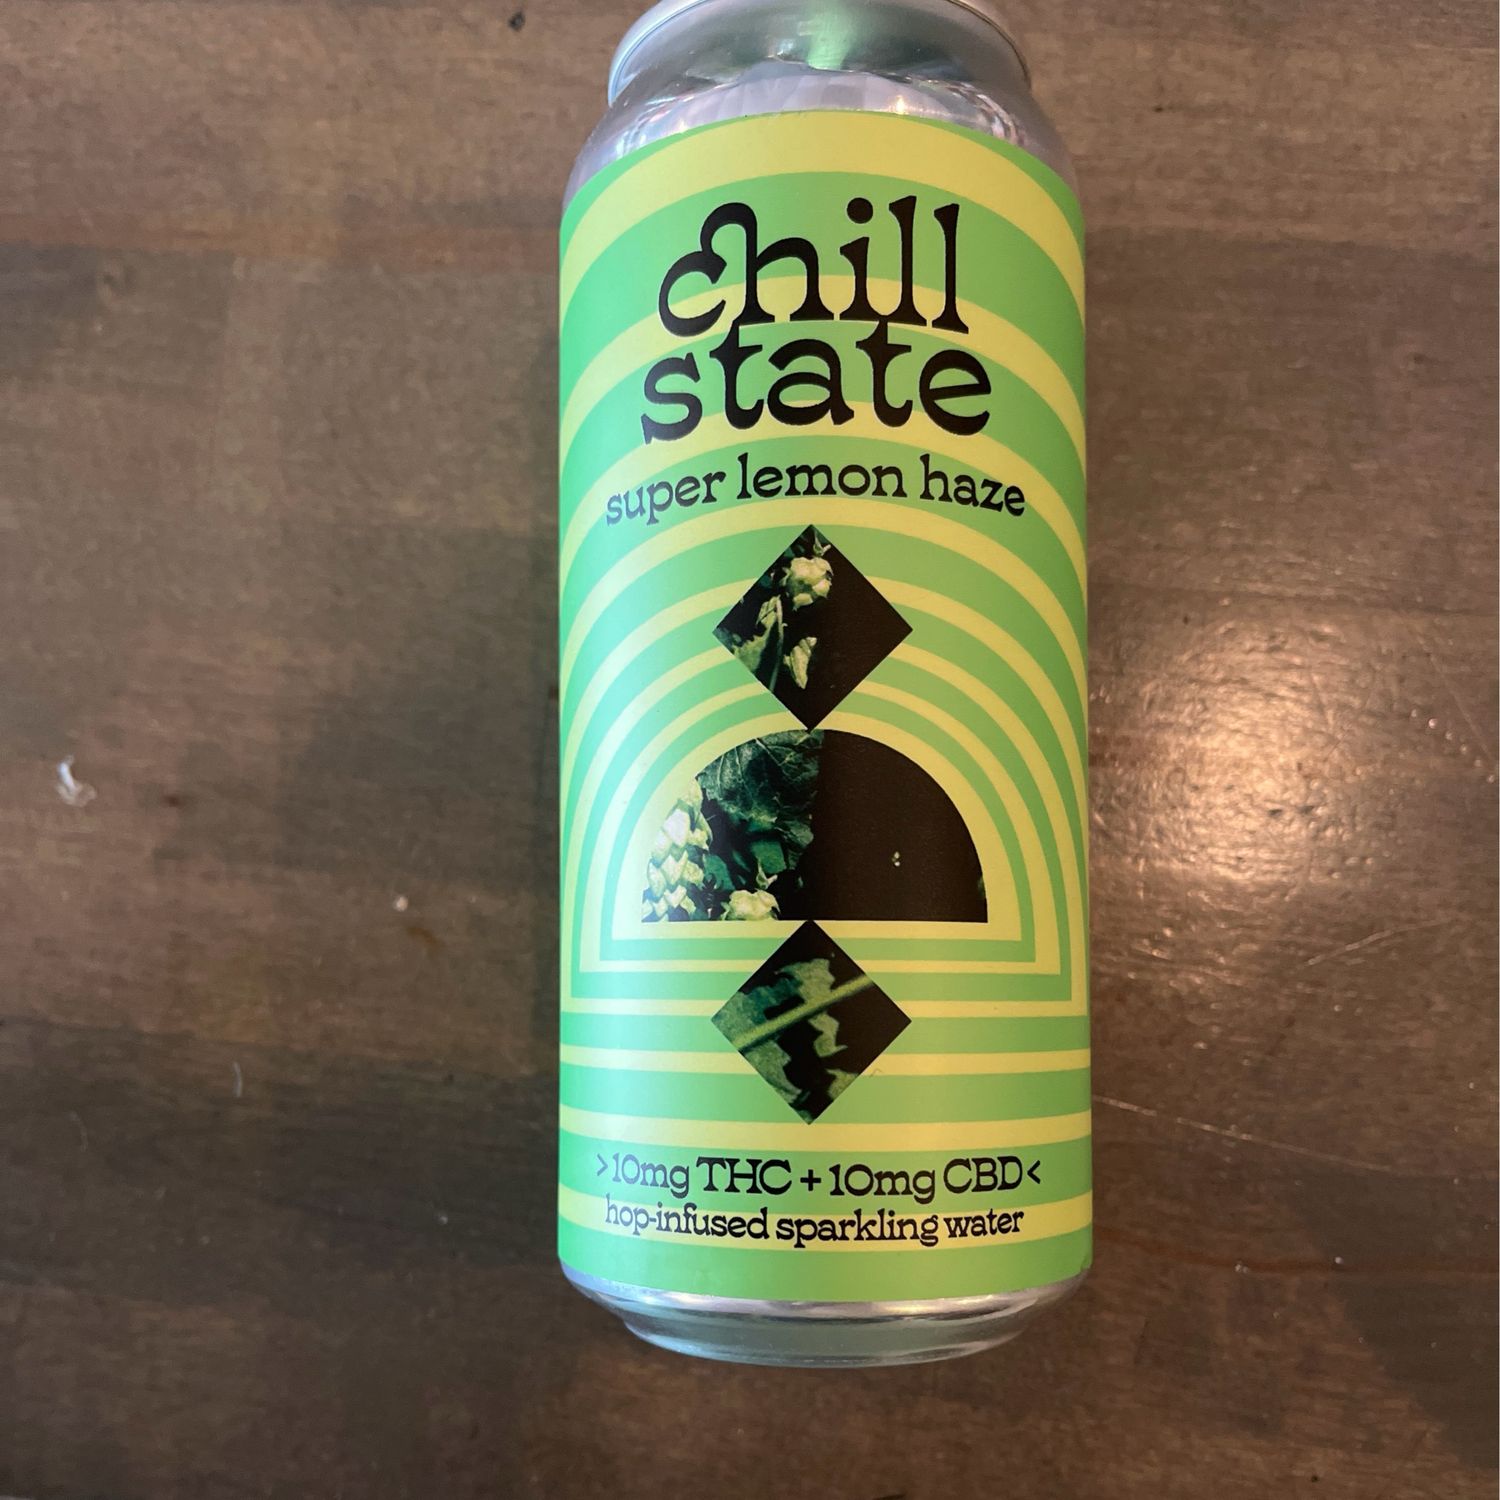 chill
state
super lemon haze
>10mg THC + 10mg CBD<
hop-infused sparkling water